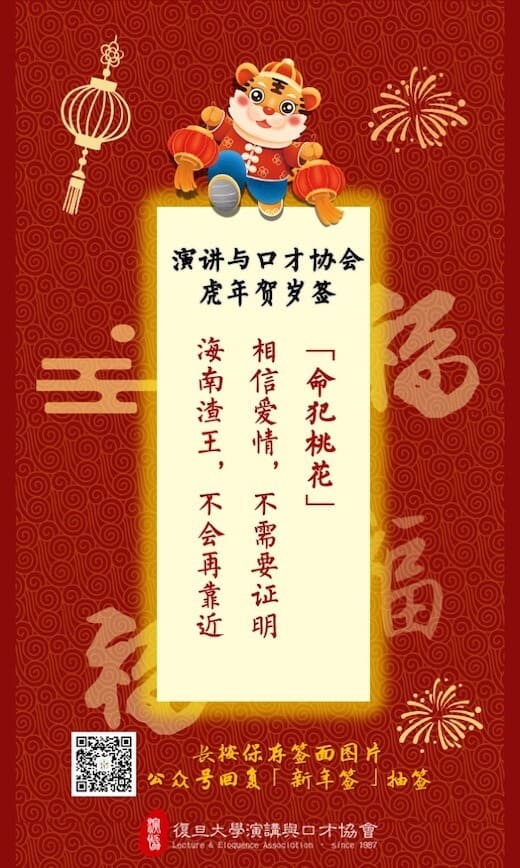 演讲与口才协会
虎年贺岁签
「命犯桃花」
相信爱情，不需要证明
海南渣王，不会再靠近
福
福
福
长按保存签面图片
公众号回复「新年签」抽签
復旦大學演講與口才協會
Lecture & Eloquence Association · since 1987